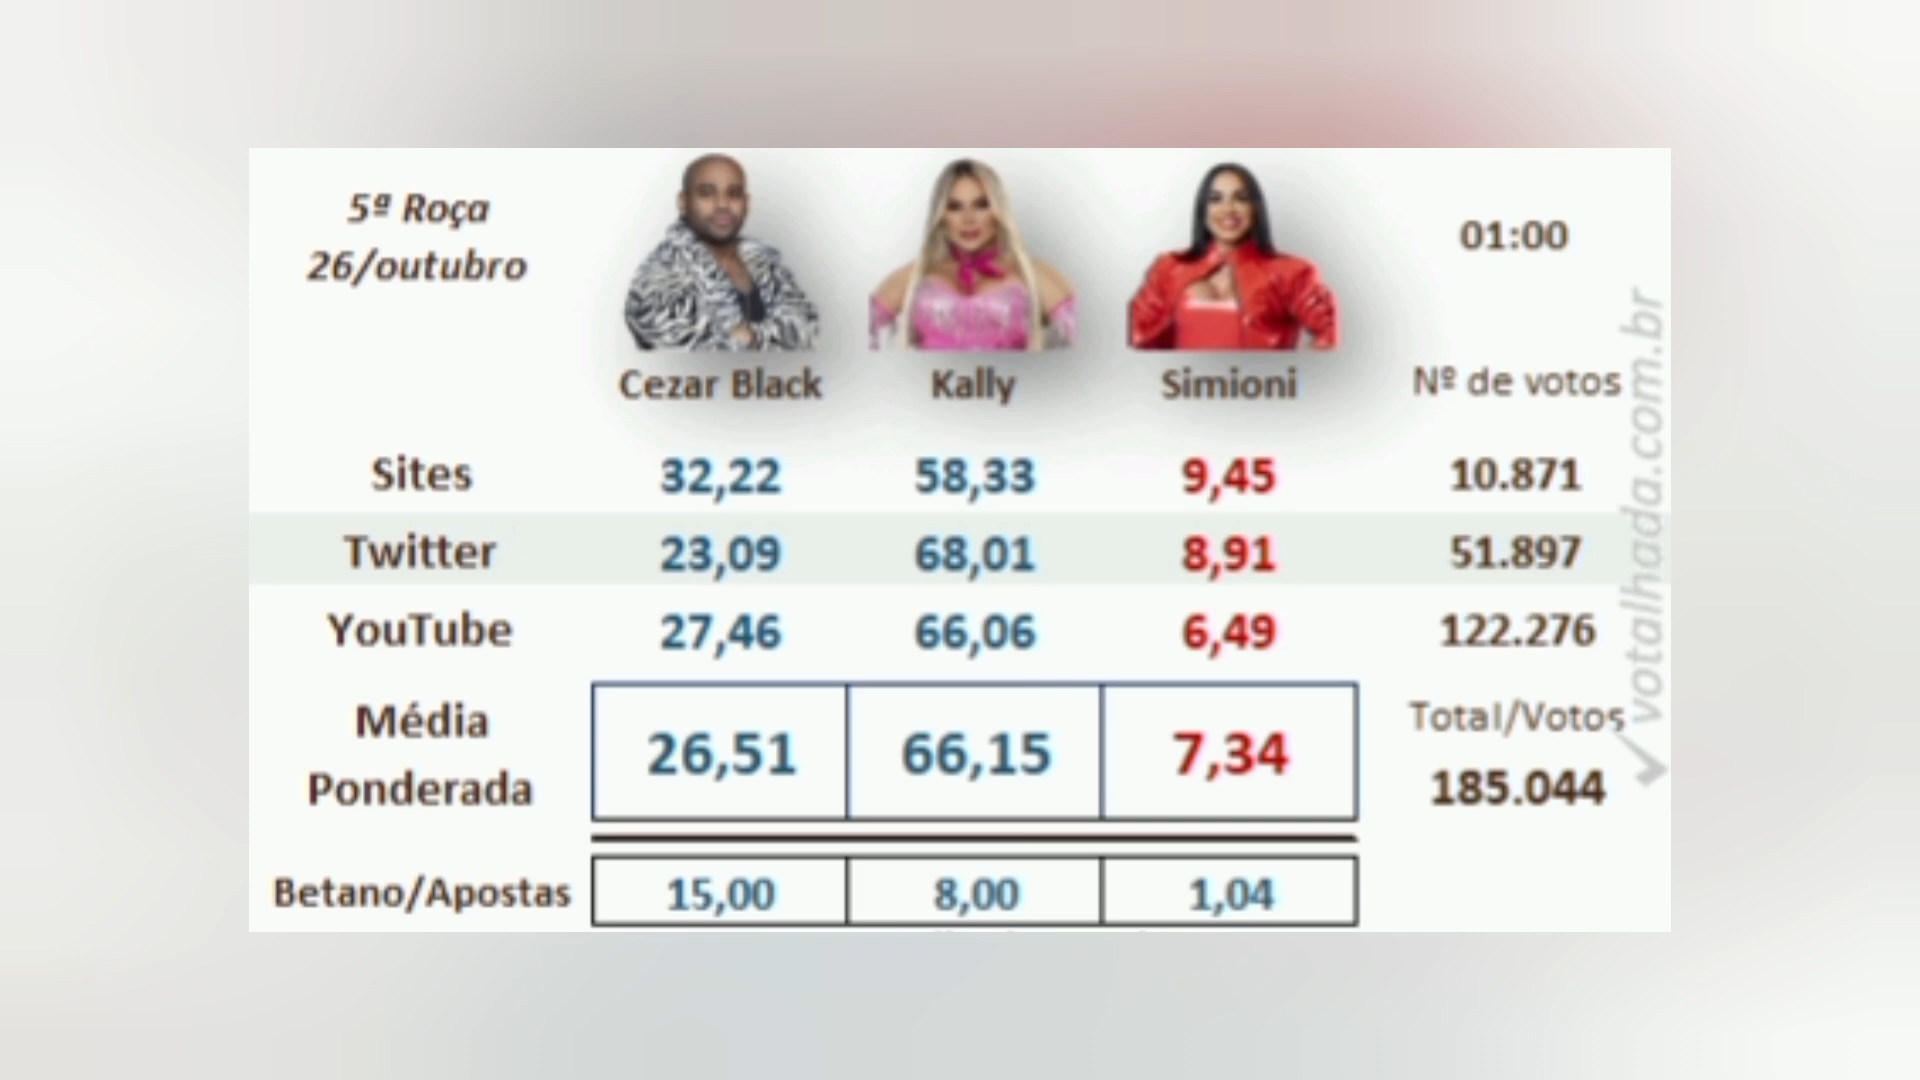 5ª Roça
26/outubro
01:00
Cezar Black Kally Simioni Nº de votos
Sites 32,22 58,33 9,45 10.871
Twitter 23,09 68,01 8,91 51.897
YouTube 27,46 66,06 6,49 122.276
Média Ponderada 26,51 66,15 7,34 Total/Votos 185.044
Betano/Apostas 15,00 8,00 1,04
votalhada.com.br